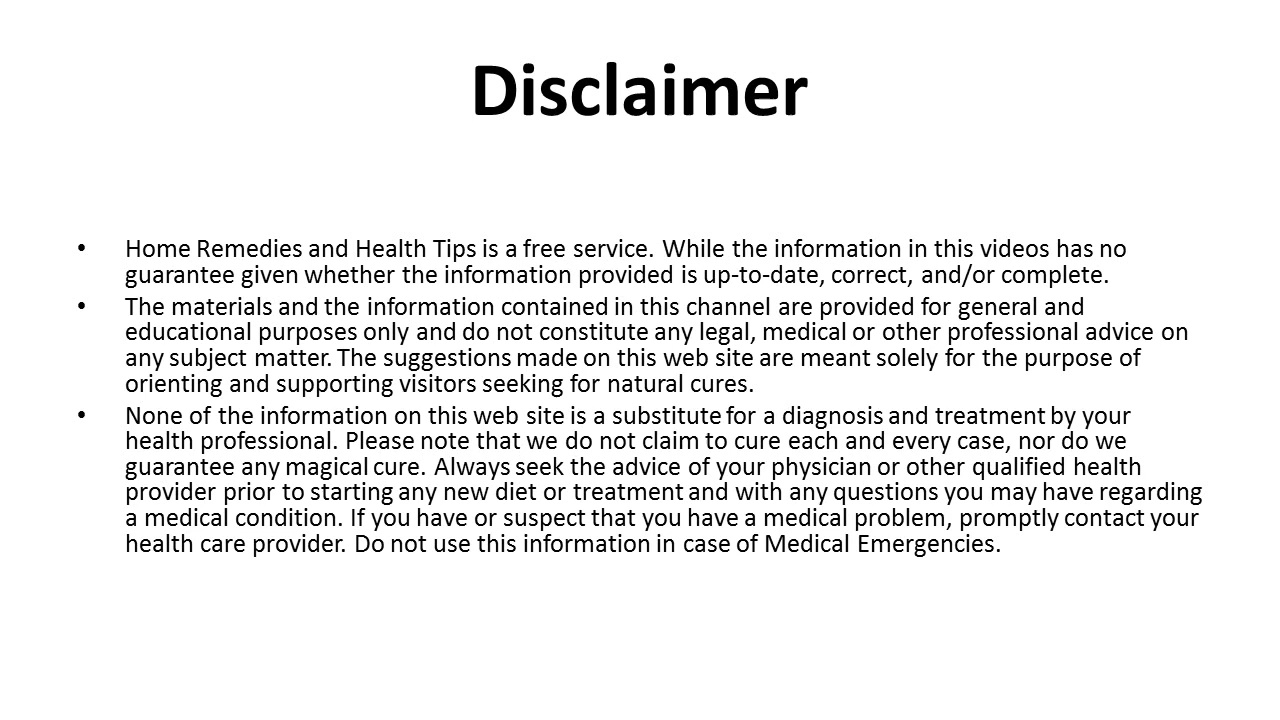 Disclaimer
• Home Remedies and Health Tips is a free service. While the information in this videos has no
guarantee given whether the information provided is up-to-date, correct, and/or complete.
• The materials and the information contained in this channel are provided for general and
educational purposes only and do not constitute any legal, medical or other professional advice on
any subject matter. The suggestions made on this web site are meant solely for the purpose of
orienting and supporting visitors seeking for natural cures.
• None of the information on this web site is a substitute for a diagnosis and treatment by your
health professional. Please note that we do not claim to cure each and every case, nor do we
guarantee any magical cure. Always seek the advice of your physician or other qualified health
provider prior to starting any new diet or treatment and with any questions you may have regarding
a medical condition. If you have or suspect that you have a medical problem, promptly contact your
health care provider. Do not use this information in case of Medical Emergencies.